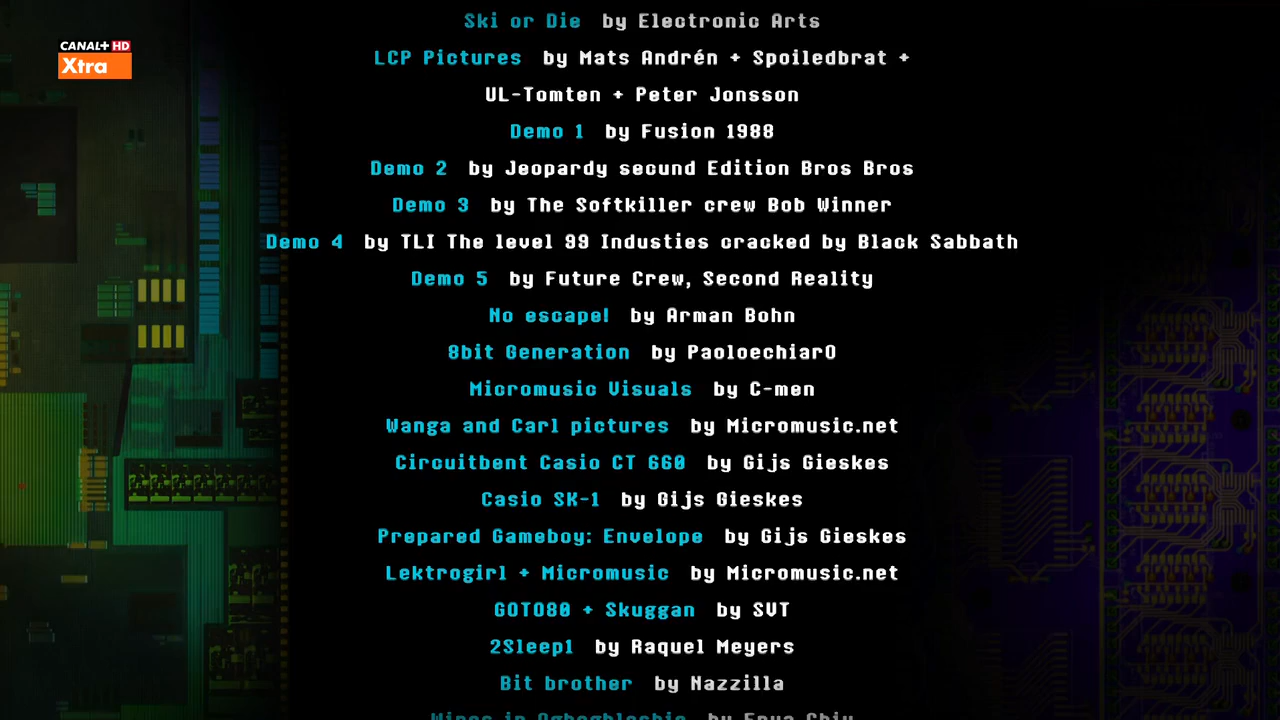 CANAL+ HD
Xtra
Ski or Die by Electronic Arts
LCP Pictures by Mats Andrén + Spoiledbrat +
UL-Tomten + Peter Jonsson
Demo 1 by Fusion 1988
Demo 2 by Jeopardy secund Edition Bros Bros
Demo 3 by The Softkiller crew Bob Winner
Demo 4 by TLI The level 99 Industies cracked by Black Sabbath
Demo 5 by Future Crew, Second Reality
No escape! by Arman Bohn
8bit Generation by Paoloechiar0
Micromusic Visuals by C-men
Wanga and Carl pictures by Micromusic.net
Circuitbent Casio CT 660 by Gijs Gieskes
Casio SK-1 by Gijs Gieskes
Prepared Gameboy: Envelope by Gijs Gieskes
Lektrogirl + Micromusic by Micromusic.net
GOTO80 + Skuggan by SVT
2Sleep1 by Raquel Meyers
Bit brother by Nazzilla